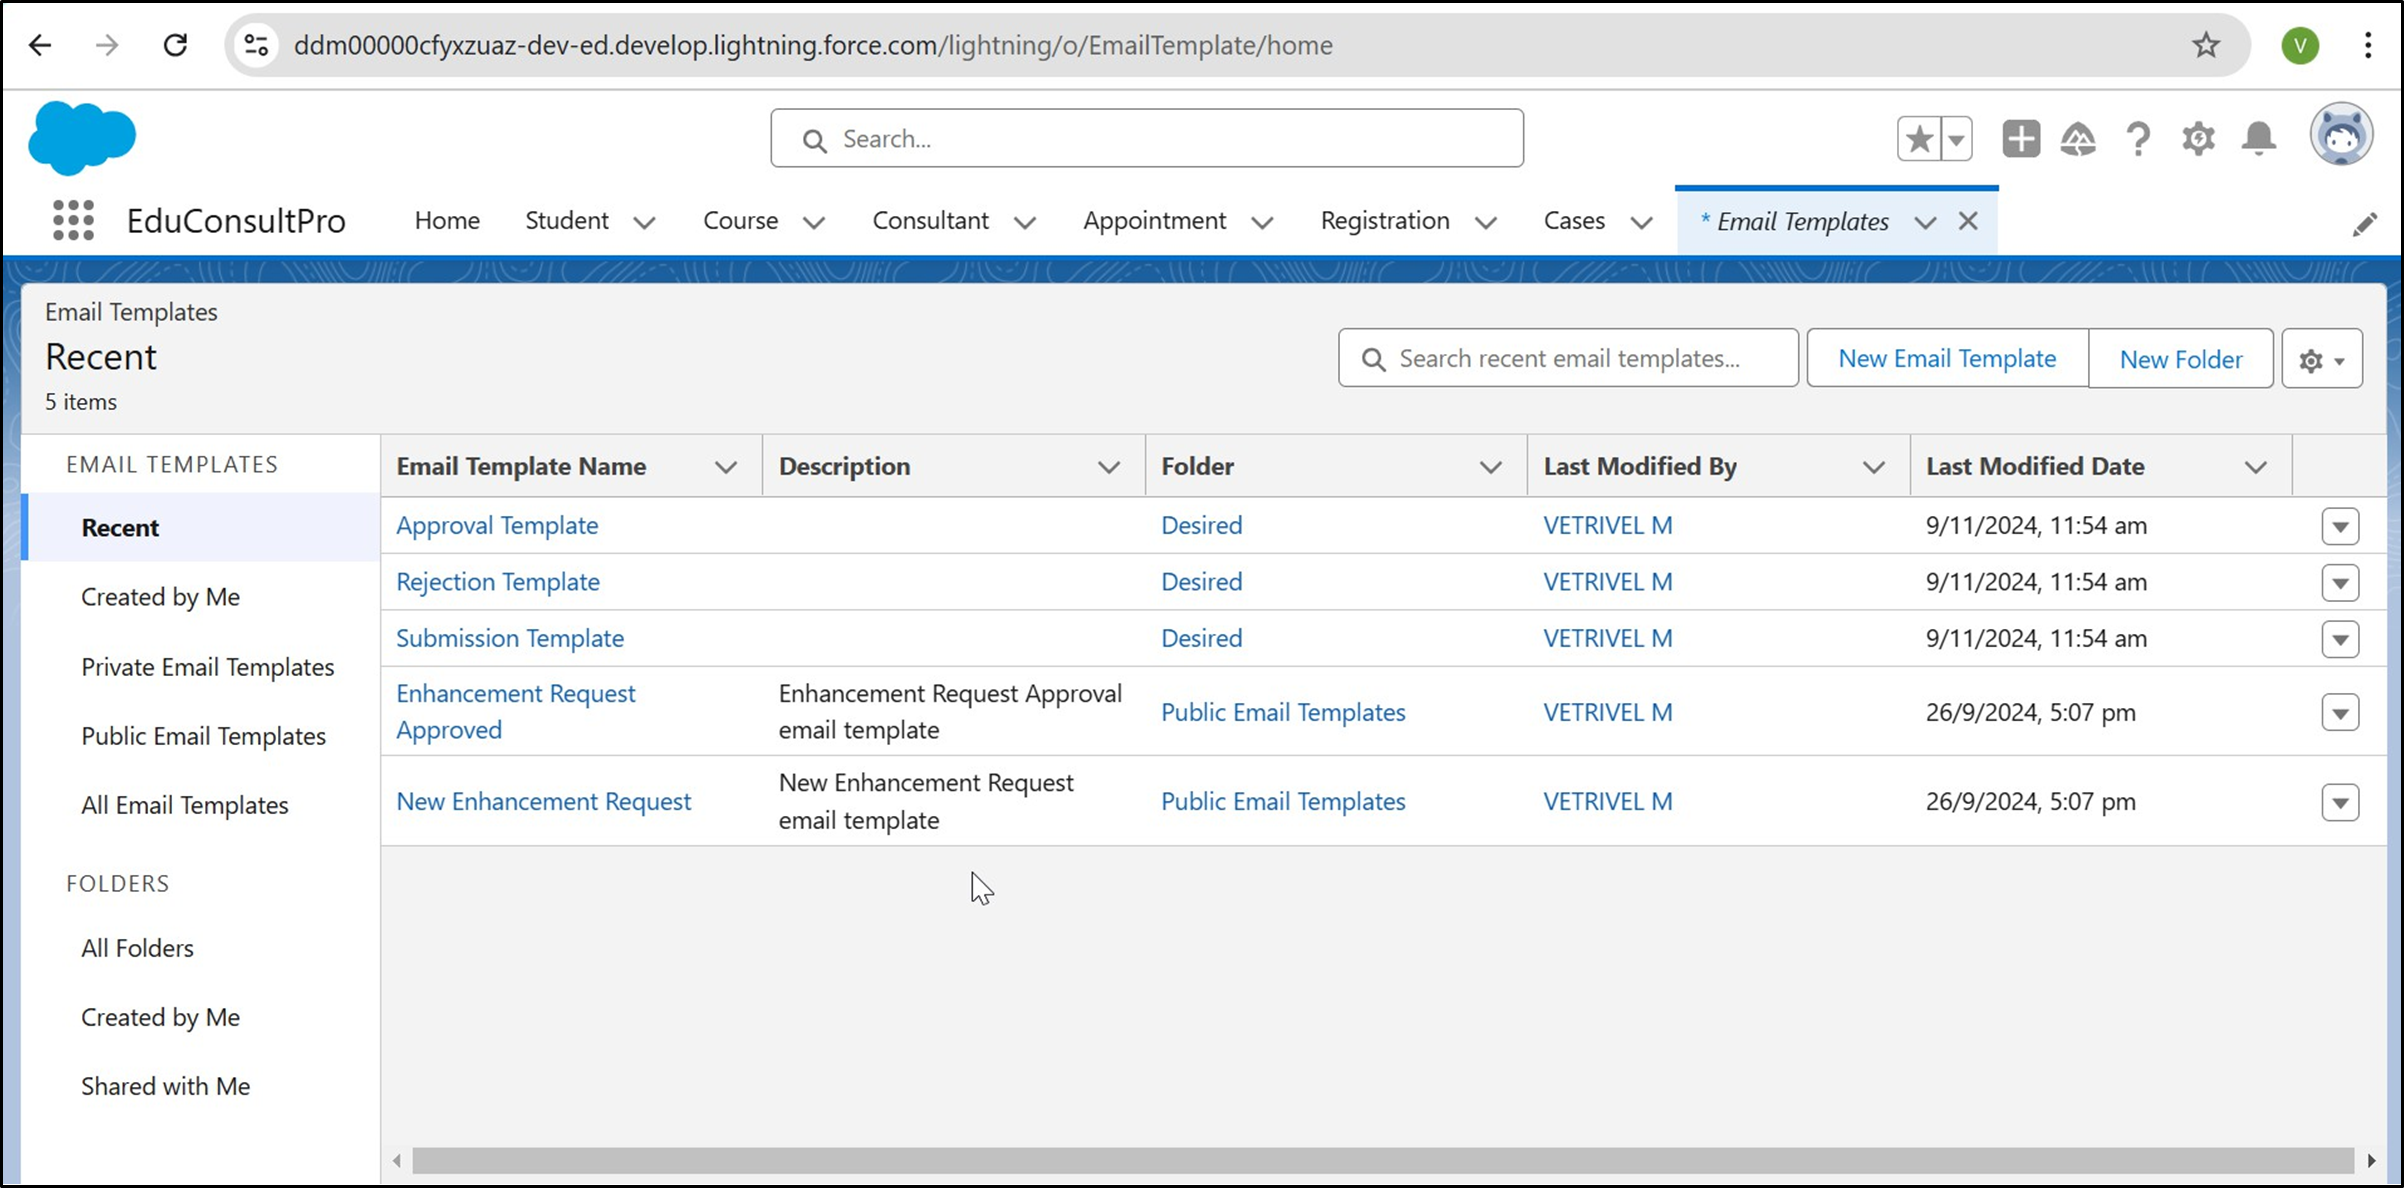 ddm00000cfyxzuaz-dev-ed.develop.lightning.force.com/lightning/o/EmailTemplate/home
V
Search...
EduConsultPro
Home
Student
Course
Consultant
Appointment
Registration
Cases
* Email Templates
Email Templates
Recent
5 items
Search recent email templates...
New Email Template
New Folder
EMAIL TEMPLATES
Recent
Created by Me
Private Email Templates
Public Email Templates
All Email Templates
FOLDERS
All Folders
Created by Me
Shared with Me
Email Template Name Description Folder Last Modified By Last Modified Date
Approval Template Desired VETRIVEL M 9/11/2024, 11:54 am
Rejection Template Desired VETRIVEL M 9/11/2024, 11:54 am
Submission Template Desired VETRIVEL M 9/11/2024, 11:54 am
Enhancement Request
Approved
Enhancement Request Approval
email template
Public Email Templates VETRIVEL M 26/9/2024, 5:07 pm
New Enhancement Request
New Enhancement Request
email template
Public Email Templates VETRIVEL M 26/9/2024, 5:07 pm